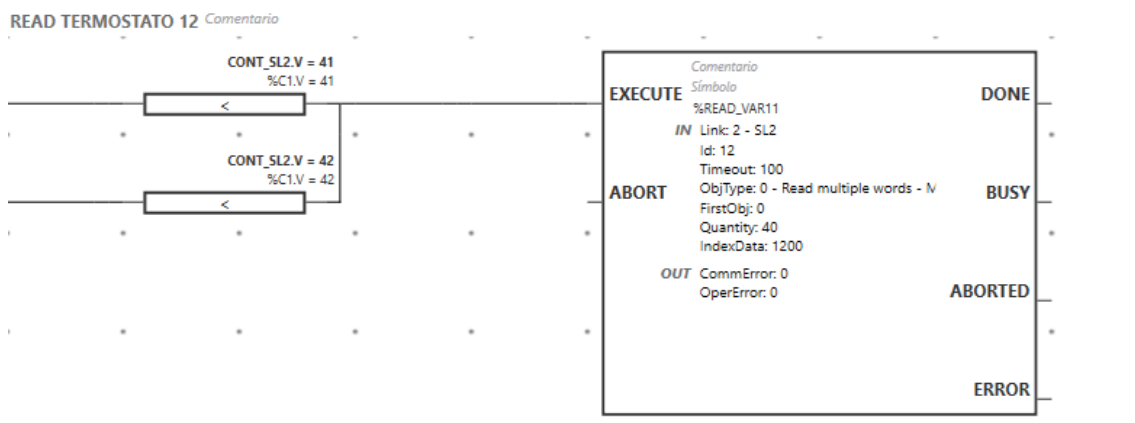 READ TERMOSTATO 12 Comentario
CONT_SL2.V = 41
%C1.V = 41
<
CONT_SL2.V = 42
%C1.V = 42
<
Comentario
Símbolo
%READ_VAR11
EXECUTE
DONE
IN Link: 2 - SL2
Id: 12
Timeout: 100
ObjType: 0 - Read multiple words - M
FirstObj: 0
Quantity: 40
IndexData: 1200
ABORT
BUSY
OUT CommError: 0
OperError: 0
ABORTED
ERROR